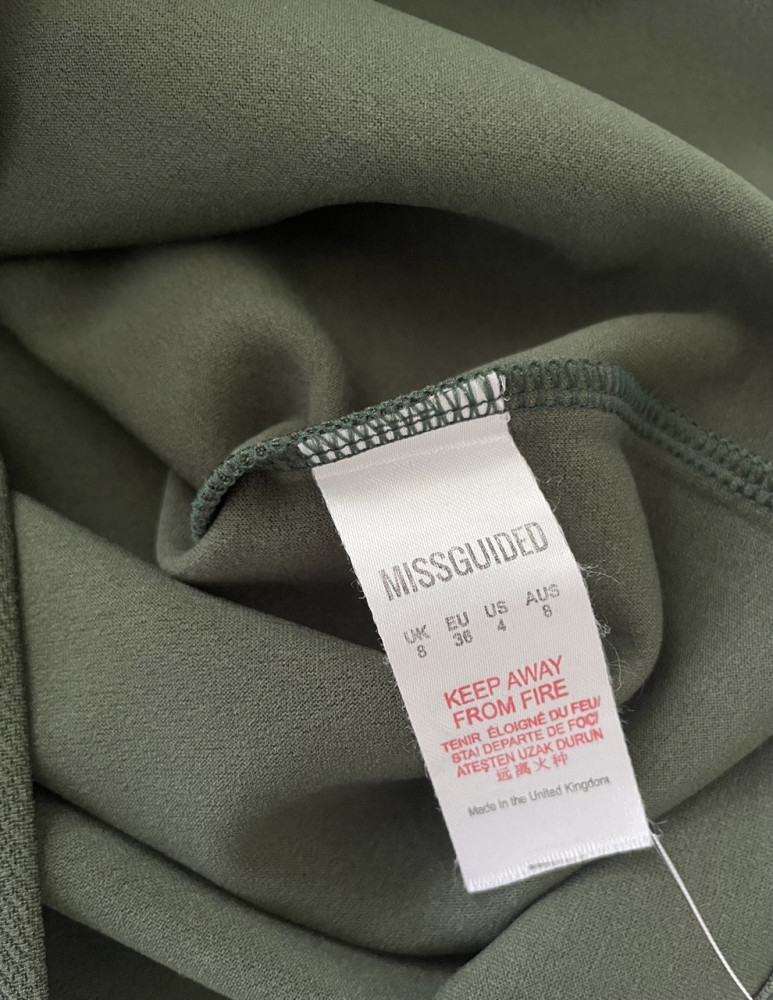 MISSGUIDED
UK EU US AUS
8 36 4 8
KEEP AWAY
FROM FIRE
TENIR ÉLOIGNÉ DU FEU/
STAI DEPARTE DE FOC/
ATEŞTEN UZAK DURUN
远离火种
Made in the United Kingdom